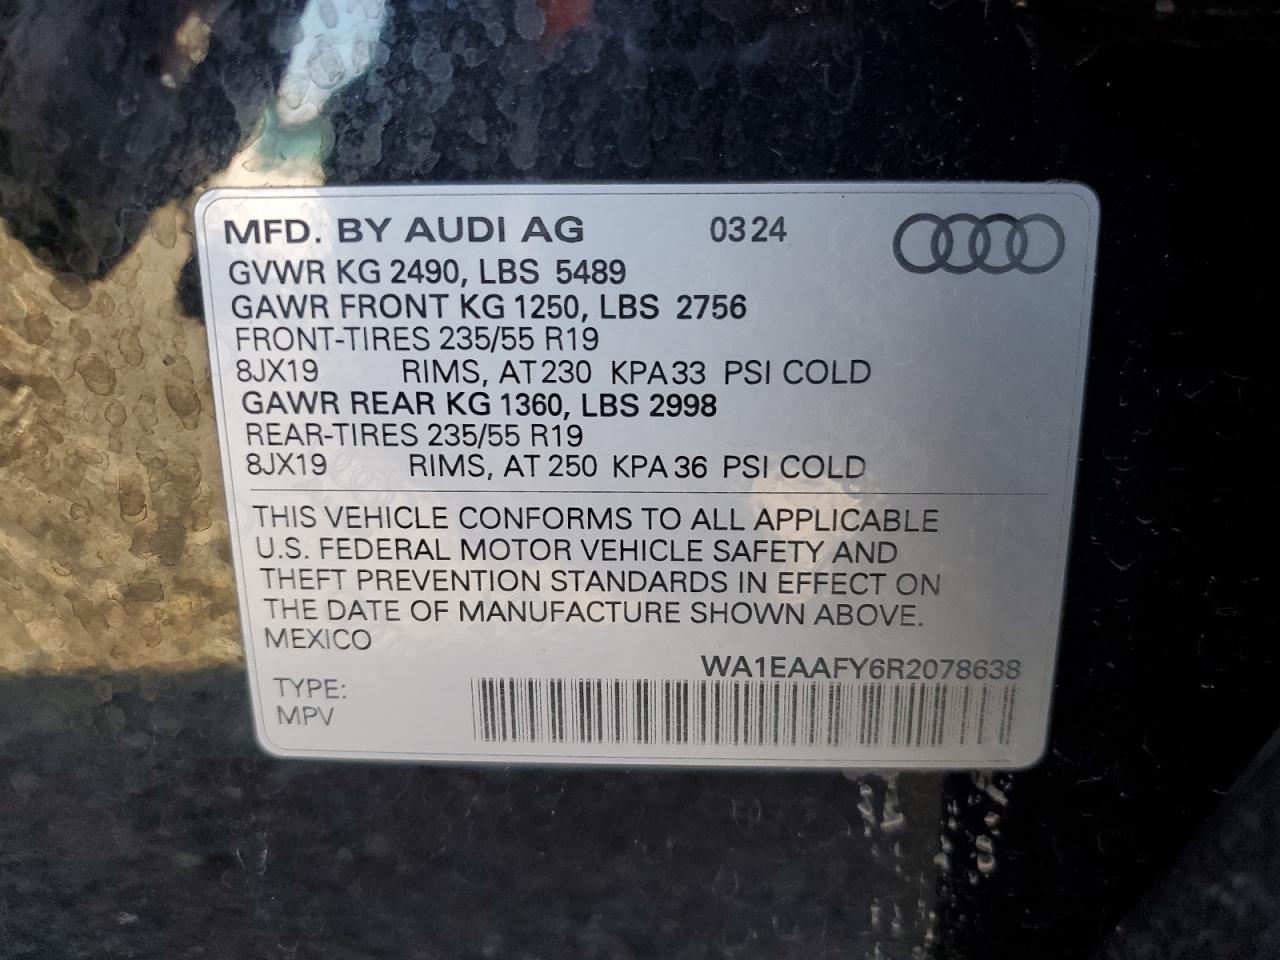 MFD. BY AUDI AG 03 24
GVWR KG 2490, LBS 5489
GAWR FRONT KG 1250, LBS 2756
FRONT-TIRES 235/55 R19
8JX19 RIMS, AT 230 KPA 33 PSI COLD
GAWR REAR KG 1360, LBS 2998
REAR-TIRES 235/55 R19
8JX19 RIMS, AT 250 KPA 36 PSI COLD
THIS VEHICLE CONFORMS TO ALL APPLICABLE
U.S. FEDERAL MOTOR VEHICLE SAFETY AND
THEFT PREVENTION STANDARDS IN EFFECT ON
THE DATE OF MANUFACTURE SHOWN ABOVE.
MEXICO
WA1EAAFY6R2078638
TYPE:
MPV